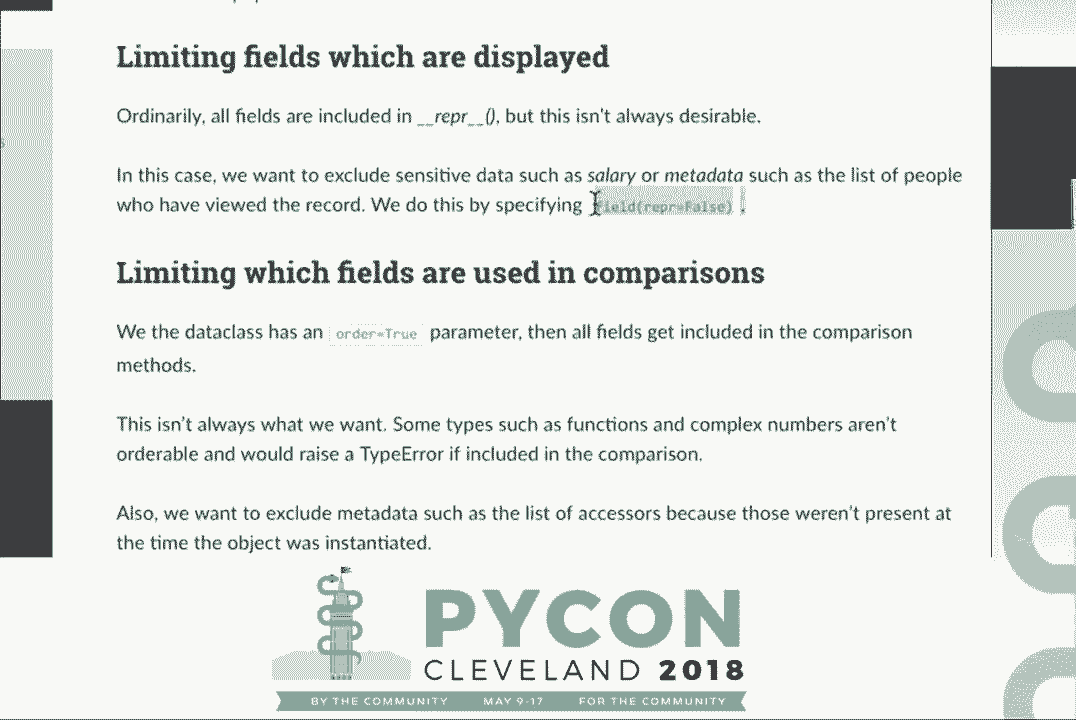 Limiting fields which are displayed
Ordinarily, all fields are included in __repr__(), but this isn't always desirable.
In this case, we want to exclude sensitive data such as salary or metadata such as the list of people
who have viewed the record. We do this by specifying field(repr=False) .
Limiting which fields are used in comparisons
We the dataclass has an order=True parameter, then all fields get included in the comparison
methods.
This isn't always what we want. Some types such as functions and complex numbers aren't
orderable and would raise a TypeError if included in the comparison.
Also, we want to exclude metadata such as the list of accessors because those weren't present at
the time the object was instantiated.
PYCON
CLEVELAND 2018
BY THE COMMUNITY MAY 9-17 FOR THE COMMUNITY